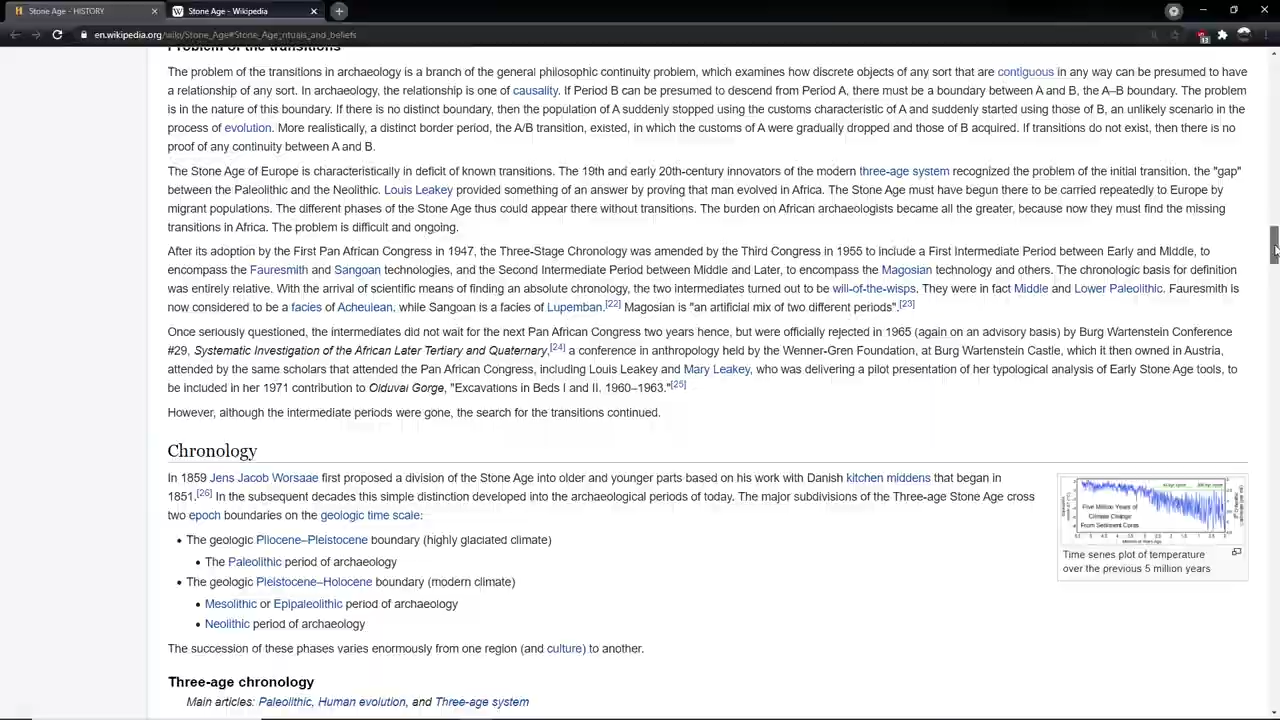 Stone Age - HISTORY
Stone Age - Wikipedia
en.wikipedia.org/wiki/Stone_Age#Stone_Age_rituals_and_beliefs
Problem of the transitions
The problem of the transitions in archaeology is a branch of the general philosophic continuity problem, which examines how discrete objects of any sort that are contiguous in any way can be presumed to have
a relationship of any sort. In archaeology, the relationship is one of causality. If Period B can be presumed to descend from Period A, there must be a boundary between A and B, the A–B boundary. The problem
is in the nature of this boundary. If there is no distinct boundary, then the population of A suddenly stopped using the customs characteristic of A and suddenly started using those of B, an unlikely scenario in the
process of evolution. More realistically, a distinct border period, the A/B transition, existed, in which the customs of A were gradually dropped and those of B acquired. If transitions do not exist, then there is no
proof of any continuity between A and B.
The Stone Age of Europe is characteristically in deficit of known transitions. The 19th and early 20th-century innovators of the modern three-age system recognized the problem of the initial transition, the "gap"
between the Paleolithic and the Neolithic. Louis Leakey provided something of an answer by proving that man evolved in Africa. The Stone Age must have begun there to be carried repeatedly to Europe by
migrant populations. The different phases of the Stone Age thus could appear there without transitions. The burden on African archaeologists became all the greater, because now they must find the missing
transitions in Africa. The problem is difficult and ongoing.
After its adoption by the First Pan African Congress in 1947, the Three-Stage Chronology was amended by the Third Congress in 1955 to include a First Intermediate Period between Early and Middle, to
encompass the Fauresmith and Sangoan technologies, and the Second Intermediate Period between Middle and Later, to encompass the Magosian technology and others. The chronologic basis for definition
was entirely relative. With the arrival of scientific means of finding an absolute chronology, the two intermediates turned out to be will-of-the-wisps. They were in fact Middle and Lower Paleolithic. Fauresmith is
now considered to be a facies of Acheulean, while Sangoan is a facies of Lupemban.[22] Magosian is "an artificial mix of two different periods".[23]
Once seriously questioned, the intermediates did not wait for the next Pan African Congress two years hence, but were officially rejected in 1965 (again on an advisory basis) by Burg Wartenstein Conference
#29, Systematic Investigation of the African Later Tertiary and Quaternary,[24] a conference in anthropology held by the Wenner-Gren Foundation, at Burg Wartenstein Castle, which it then owned in Austria,
attended by the same scholars that attended the Pan African Congress, including Louis Leakey and Mary Leakey, who was delivering a pilot presentation of her typological analysis of Early Stone Age tools, to
be included in her 1971 contribution to Olduvai Gorge, "Excavations in Beds I and II, 1960–1963."[25]
However, although the intermediate periods were gone, the search for the transitions continued.
Chronology
In 1859 Jens Jacob Worsaae first proposed a division of the Stone Age into older and younger parts based on his work with Danish kitchen middens that began in
1851.[26] In the subsequent decades this simple distinction developed into the archaeological periods of today. The major subdivisions of the Three-age Stone Age cross
two epoch boundaries on the geologic time scale:
• The geologic Pliocene–Pleistocene boundary (highly glaciated climate)
• The Paleolithic period of archaeology
• The geologic Pleistocene–Holocene boundary (modern climate)
• Mesolithic or Epipaleolithic period of archaeology
• Neolithic period of archaeology
The succession of these phases varies enormously from one region (and culture) to another.
Five Million Years of
Climate Change
From Sediment Cores
Time series plot of temperature
over the previous 5 million years
Three-age chronology
Main articles: Paleolithic, Human evolution, and Three-age system